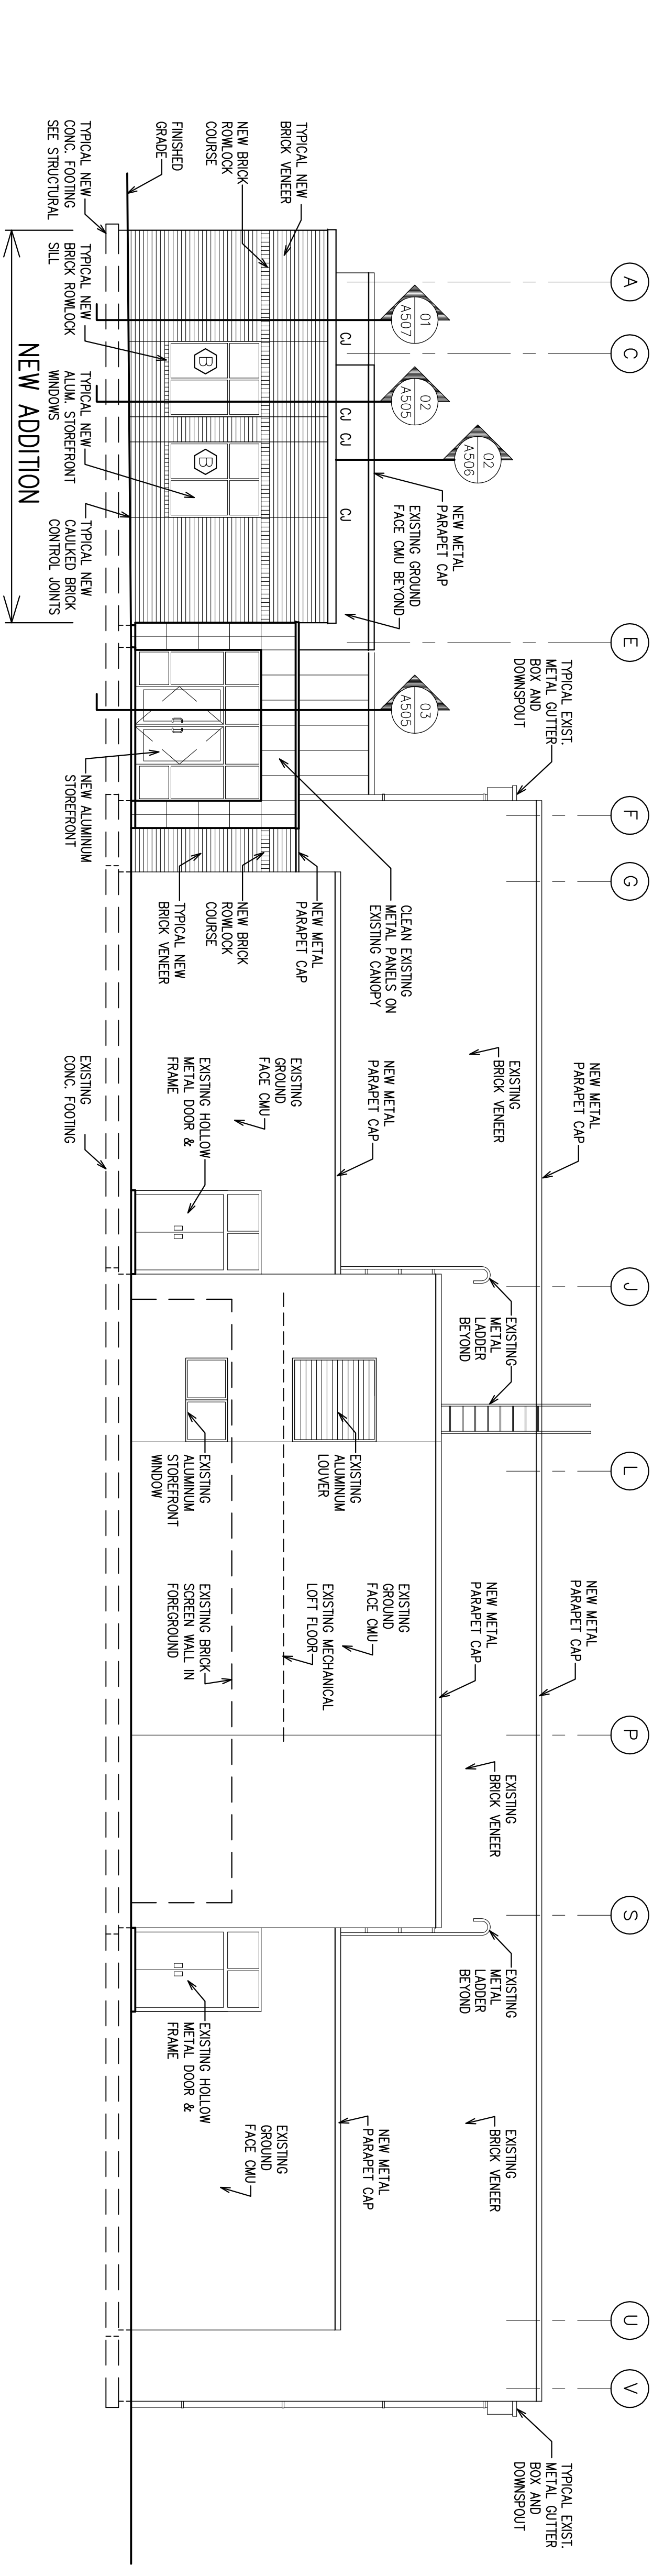 A
C
E
F
G
J
L
P
S
U
V
01
A507
02
A505
02
A506
03
A505
TYPICAL NEW
BRICK VENEER
NEW BRICK
ROWLOCK
COURSE
FINISHED
GRADE
TYPICAL NEW
CONC. FOOTING
SEE STRUCTURAL
CJ
CJ
CJ
CJ
B
B
TYPICAL NEW
BRICK ROWLOCK
SILL
TYPICAL NEW
ALUM. STOREFRONT
WINDOWS
TYPICAL NEW
CAULKED BRICK
CONTROL JOINTS
NEW ADDITION
NEW METAL
PARAPET CAP
EXISTING GROUND
FACE CMU BEYOND
TYPICAL EXIST.
METAL GUTTER
BOX AND
DOWNSPOUT
NEW ALUMINUM
STOREFRONT
CLEAN EXISTING
METAL PANELS ON
EXISTING CANOPY
NEW METAL
PARAPET CAP
NEW BRICK
ROWLOCK
COURSE
TYPICAL NEW
BRICK VENEER
NEW METAL
PARAPET CAP
EXISTING
BRICK VENEER
NEW METAL
PARAPET CAP
EXISTING
GROUND
FACE CMU
EXISTING HOLLOW
METAL DOOR &
FRAME
EXISTING
CONC. FOOTING
EXISTING
METAL
LADDER
BEYOND
EXISTING
ALUMINUM
LOUVER
EXISTING
ALUMINUM
STOREFRONT
WINDOW
NEW METAL
PARAPET CAP
NEW METAL
PARAPET CAP
EXISTING
GROUND
FACE CMU
EXISTING MECHANICAL
LOFT FLOOR
EXISTING BRICK
SCREEN WALL IN
FOREGROUND
EXISTING
BRICK VENEER
EXISTING
METAL
LADDER
BEYOND
EXISTING HOLLOW
METAL DOOR &
FRAME
EXISTING
BRICK VENEER
NEW METAL
PARAPET CAP
EXISTING
GROUND
FACE CMU
TYPICAL EXIST.
METAL GUTTER
BOX AND
DOWNSPOUT